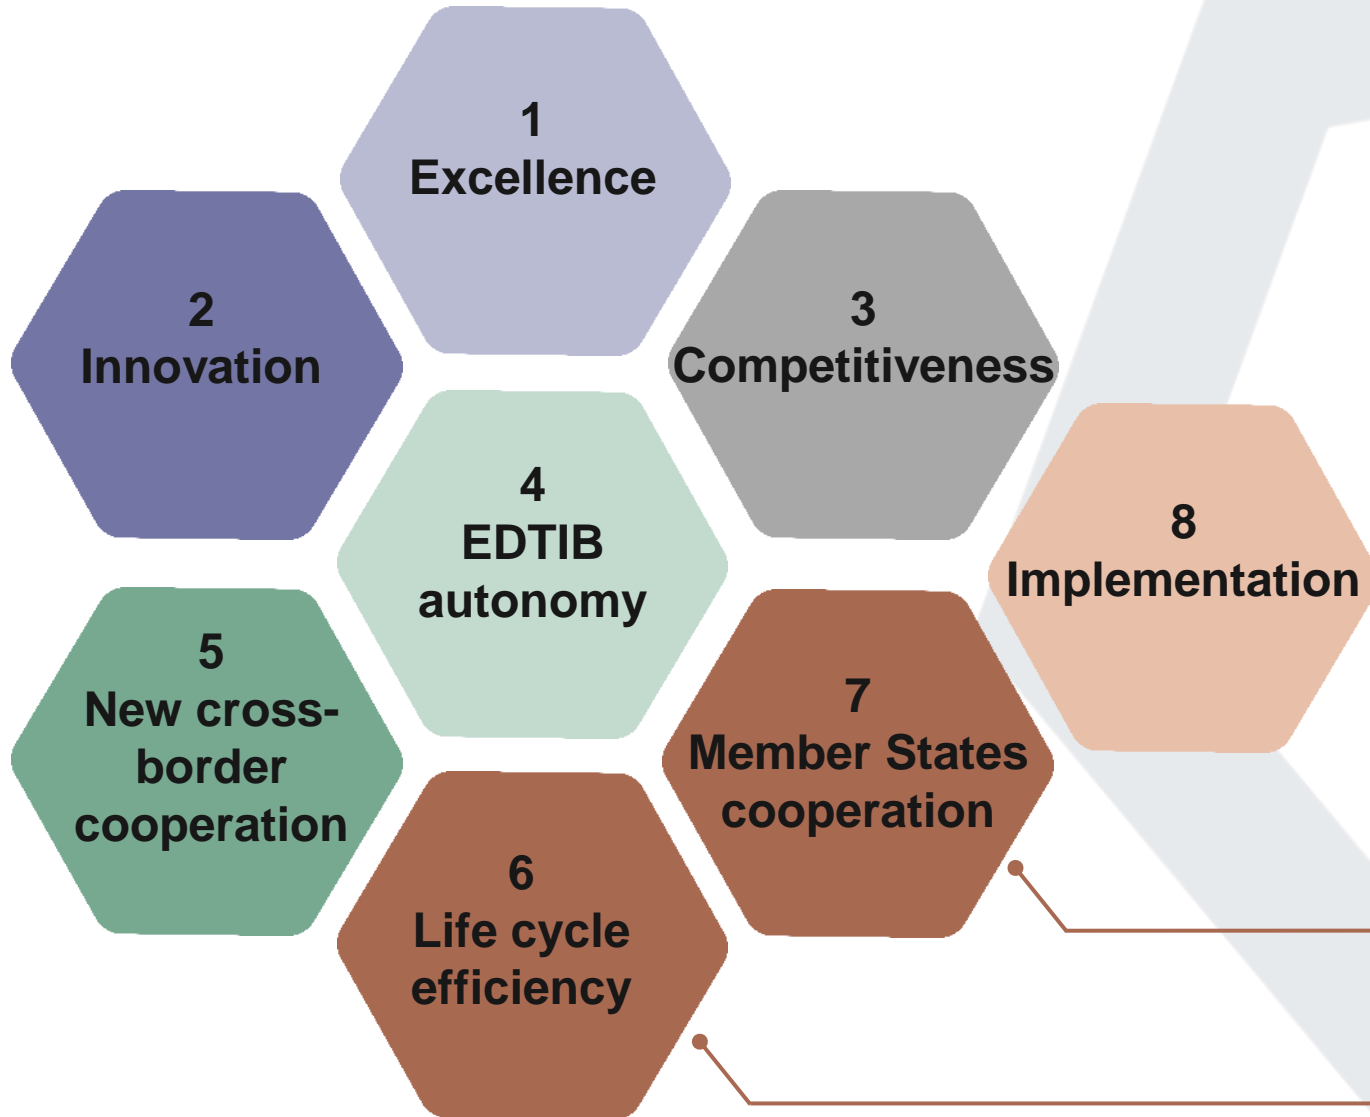 1
Excellence
2
Innovation
3
Competitiveness
4
EDTIB
autonomy
5
New cross-
border
cooperation
6
Life cycle
efficiency
7
Member States
cooperation
8
Implementation